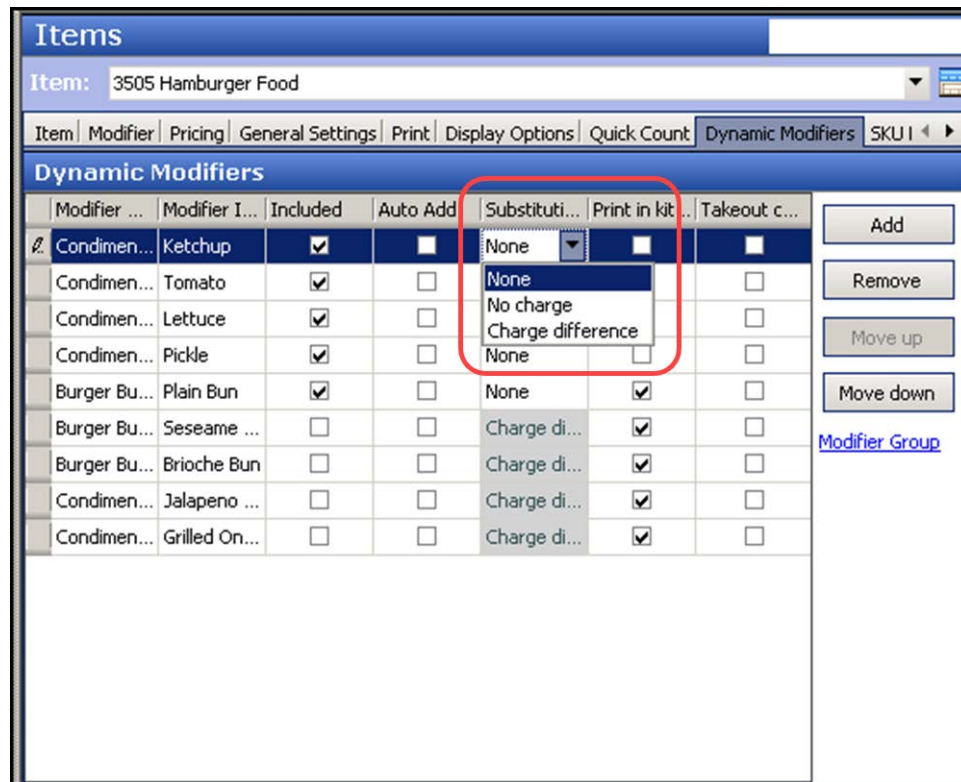 Items
Item: 3505 Hamburger Food
Item Modifier Pricing General Settings Print Display Options Quick Count Dynamic Modifiers SKU I
Dynamic Modifiers
Modifier ... Modifier I... Included Auto Add Substituti... Print in kit... Takeout c...
Condimen... Ketchup None
Condimen... Tomato None
Condimen... Lettuce No charge
Charge difference
Condimen... Pickle None
Burger Bu... Plain Bun None
Burger Bu... Seseame ... Charge di...
Burger Bu... Brioche Bun Charge di...
Condimen... Jalapeno ... Charge di...
Condimen... Grilled On... Charge di...
Add
Remove
Move up
Move down
Modifier Group